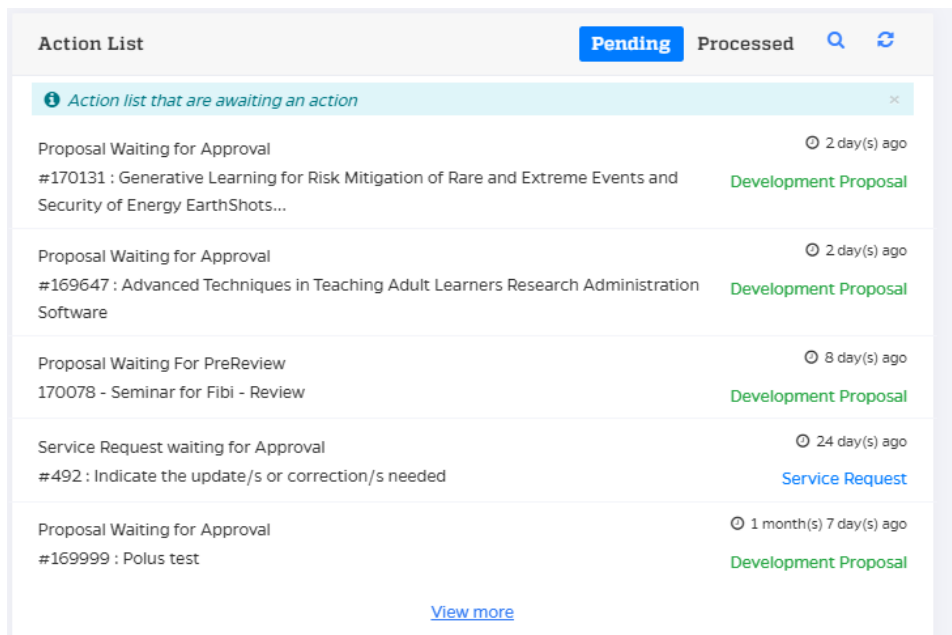 Action List Pending Processed
Action list that are awaiting an action ×
Proposal Waiting for Approval 2 day(s) ago
#170131 : Generative Learning for Risk Mitigation of Rare and Extreme Events and Development Proposal
Security of Energy EarthShots...
Proposal Waiting for Approval 2 day(s) ago
#169647 : Advanced Techniques in Teaching Adult Learners Research Administration Development Proposal
Software
Proposal Waiting For PreReview 8 day(s) ago
170078 - Seminar for Fibi - Review Development Proposal
Service Request waiting for Approval 24 day(s) ago
#492 : Indicate the update/s or correction/s needed Service Request
Proposal Waiting for Approval 1 month(s) 7 day(s) ago
#169999 : Polus test Development Proposal
View more